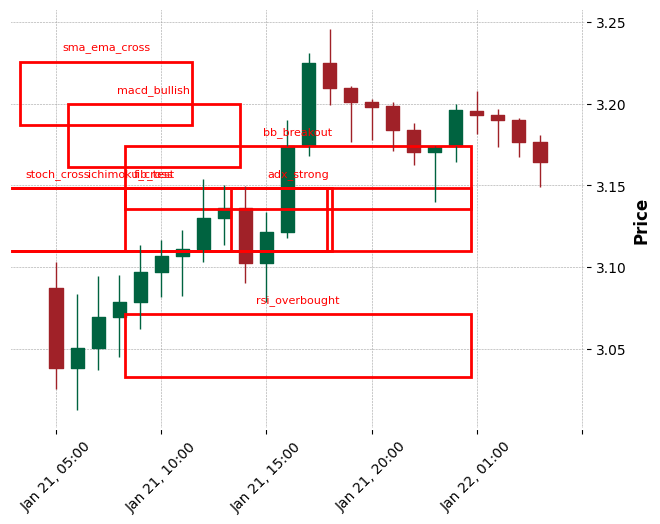 sma_ema_cross
macd_bullish
bb_breakout
stoch_cross
adx_strong
rsi_overbought
3.25
3.20
3.15
3.10
3.05
Price
Jan 21, 05:00
Jan 21, 10:00
Jan 21, 15:00
Jan 21, 20:00
Jan 22, 01:00